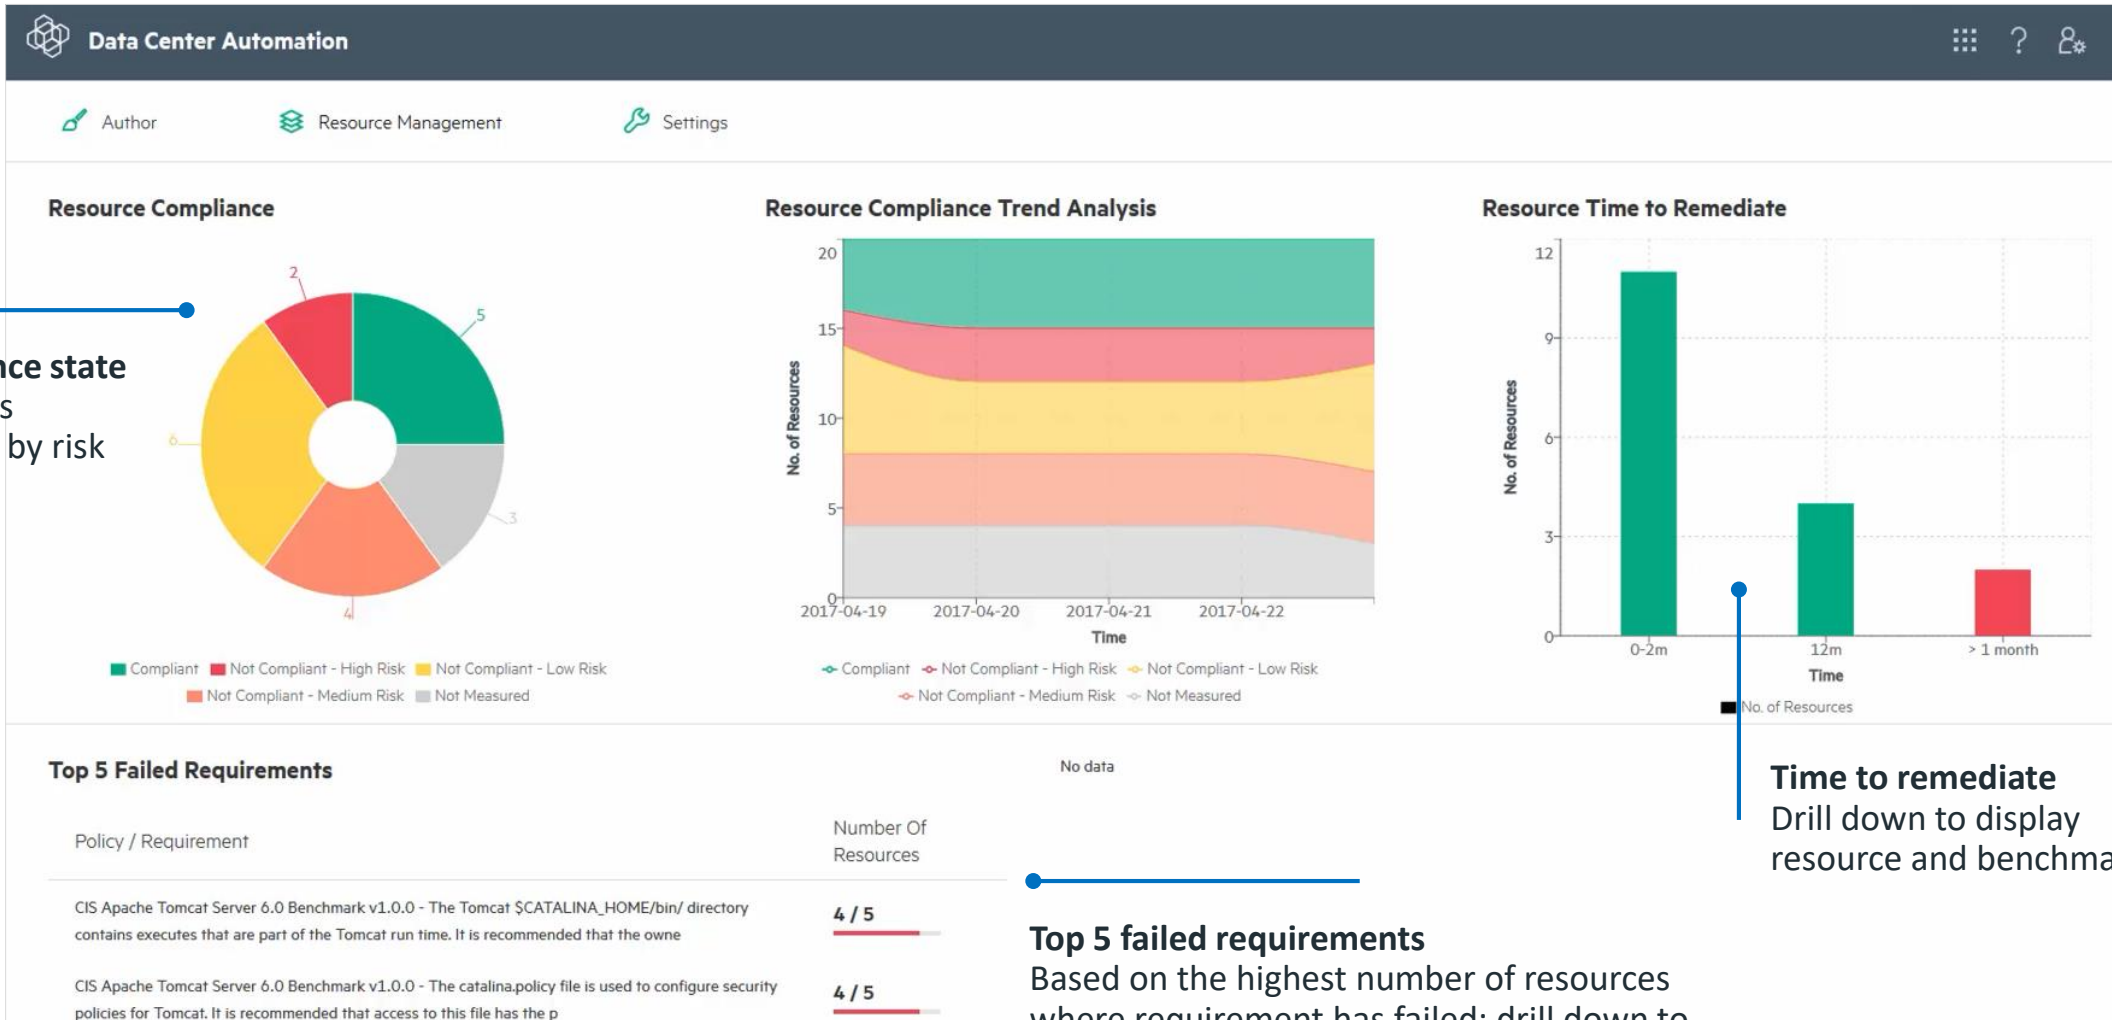 Data Center Automation
?
Author
Resource Management
Settings
Resource Compliance
2
5
6
3
4
Compliant Not Compliant - High Risk Not Compliant - Low Risk
Not Compliant - Medium Risk Not Measured
state
by risk
Resource Compliance Trend Analysis
No. of Resources
20
15
10
5
0
2017-04-19 2017-04-20 2017-04-21 2017-04-22
Time
Compliant Not Compliant - High Risk Not Compliant - Low Risk
Not Compliant - Medium Risk Not Measured
Resource Time to Remediate
No. of Resources
12
9
6
3
0
0-2m 12m > 1 month
Time
No. of Resources
Time to remediate
Drill down to display
resource and
Top 5 Failed Requirements
No data
Policy / Requirement
Number Of
Resources
CIS Apache Tomcat Server 6.0 Benchmark v1.0.0 - The Tomcat $CATALINA_HOME/bin/ directory
contains executes that are part of the Tomcat run time. It is recommended that the owne
4 / 5
CIS Apache Tomcat Server 6.0 Benchmark v1.0.0 - The catalina.policy file is used to configure security
policies for Tomcat. It is recommended that access to this file has the p
4 / 5
Top 5 failed requirements
Based on the highest number of resources
where requirement has failed; drill down to